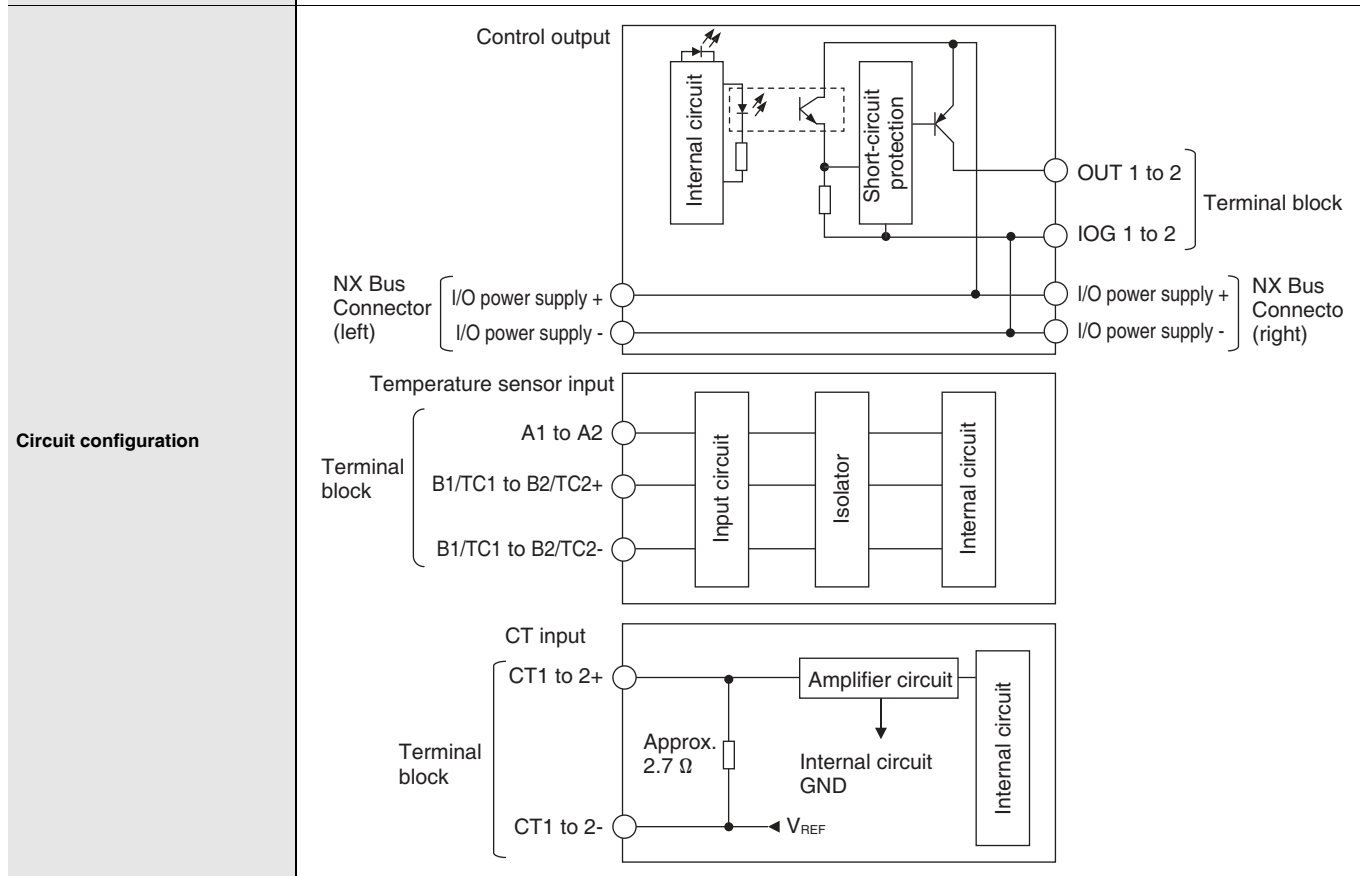 Circuit configuration
Control output
Internal circuit
Short-circuit
protection
OUT 1 to 2
IOG 1 to 2
Terminal block
NX Bus
Connector
(left)
I/O power supply +
I/O power supply -
I/O power supply +
I/O power supply -
NX Bus
Connecto
(right)
Temperature sensor input
Terminal
block
A1 to A2
B1/TC1 to B2/TC2+
B1/TC1 to B2/TC2-
Input circuit
Isolator
Internal circuit
CT input
Terminal
block
CT1 to 2+
CT1 to 2-
Approx.
2.7 Ω
Amplifier circuit
Internal circuit
GND
VREF
Internal circuit